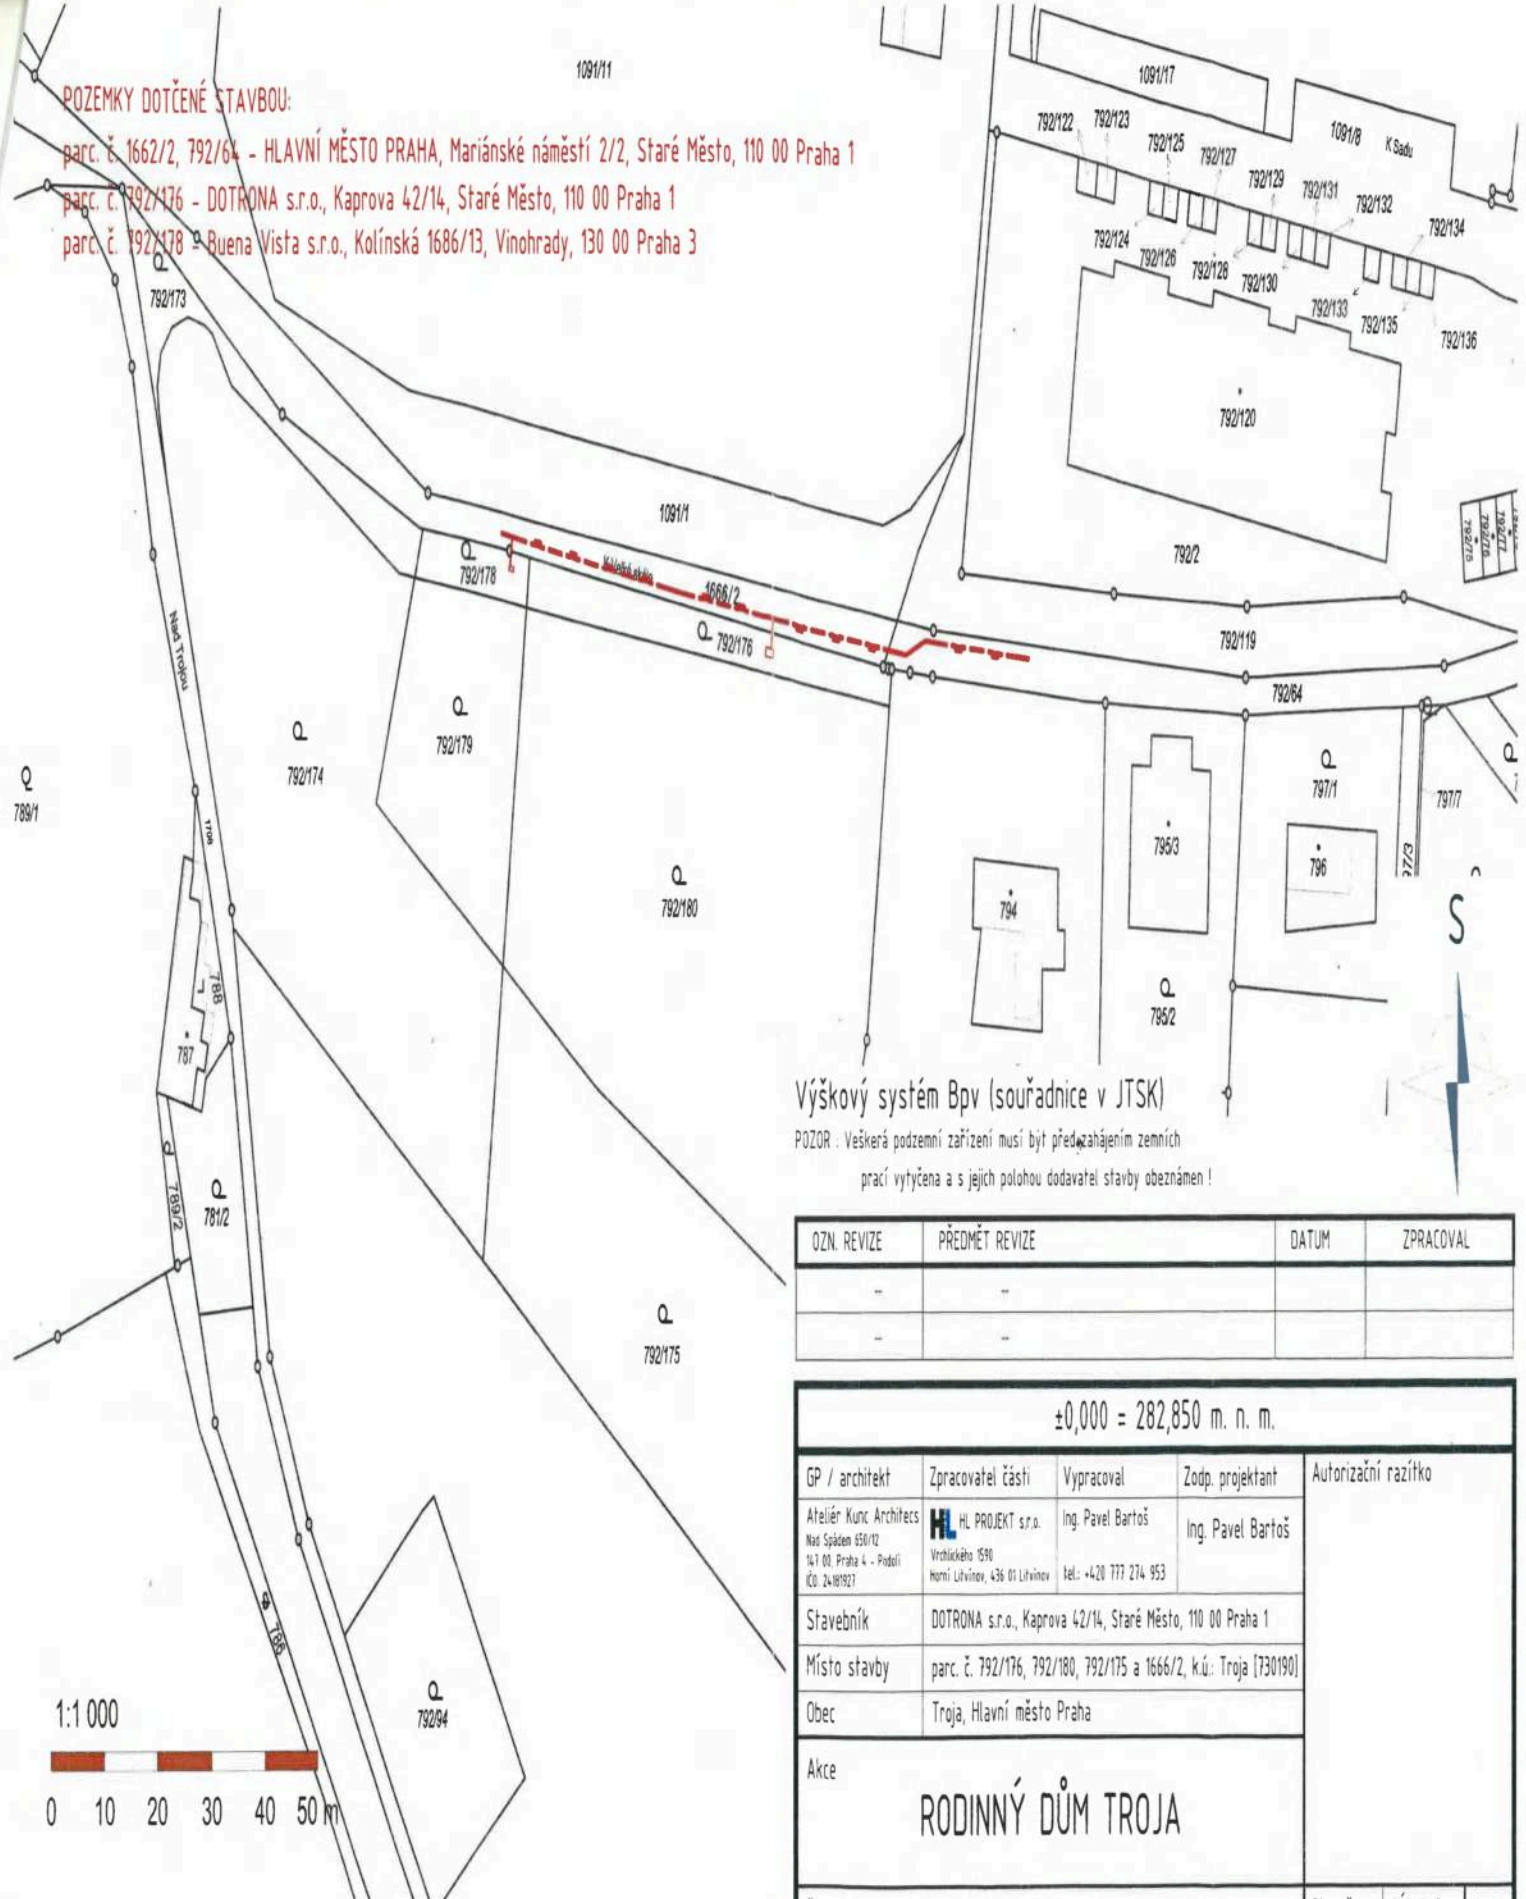 1091/11
1091/17
POZEMKY DOTČENÉ STAVBOU:
parc. č. 1662/2, 792/64 - HLAVNÍ MĚSTO PRAHA, Mariánské náměstí 2/2, Staré Město, 110 00 Praha 1
parc. č. 792/176 - DOTRONA s.r.o., Kaprova 42/14, Staré Město, 110 00 Praha 1
parc. č. 792/178 - Buena Vista s.r.o., Kolínská 1686/13, Vinohrady, 130 00 Praha 3
792/122
792/123
792/125
792/127
792/129
792/131
792/132
792/134
1091/8
K Sadu
792/124
792/126
792/128
792/130
792/133
792/135
792/136
792/173
792/120
1091/1
792/2
792/75
792/76
792/77
792/178
1666/2
792/176
792/119
792/64
Nad Trojou
792/179
792/174
789/1
797/1
797/7
1706
795/3
796
792/180
794
S
788
787
795/2
Výškový systém Bpv (souřadnice v JTSK)
POZOR : Veškerá podzemní zařízení musí být před zahájením zemních
prací vytyčena a s jejich polohou dodavatel stavby obeznámen !
789/2
781/2
OZN. REVIZE PŘEDMĚT REVIZE DATUM ZPRACOVAL
-- --
-- --
792/175
±0,000 = 282,850 m. n. m.
GP / architekt Zpracovatel části Vypracoval Zodp. projektant Autorizační razítko
Ateliér Kunc Architecs
Nad Spádem 650/12
147 00, Praha 4 - Podolí
IČO: 24181927
HL HL PROJEKT s.r.o.
Vrchlického 1590
Horní Litvínov, 436 01 Litvínov
Ing. Pavel Bartoš
tel.: +420 777 274 953
Ing. Pavel Bartoš
Stavebník DOTRONA s.r.o., Kaprova 42/14, Staré Město, 110 00 Praha 1
Místo stavby parc. č. 792/176, 792/180, 792/175 a 1666/2, k.ú.: Troja [730190]
Obec Troja, Hlavní město Praha
786
792/94
1:1 000
0 10 20 30 40 50 m
Akce
RODINNÝ DŮM TROJA